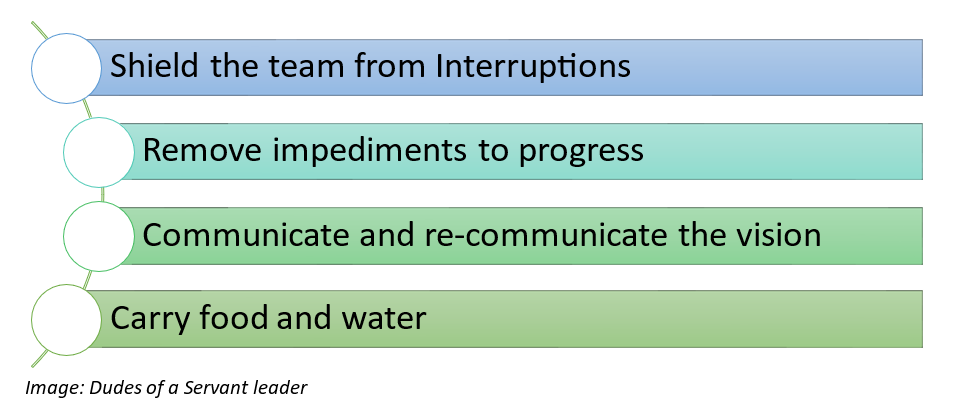 Shield the team from Interruptions
Remove impediments to progress
Communicate and re-communicate the vision
Carry food and water
Image: Dudes of a Servant leader